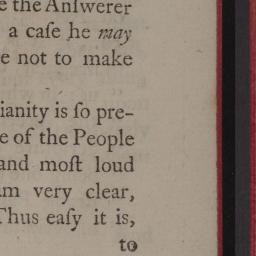 e the Anſwerer
a caſe he may
e not to make
ianity is ſo pre-
e of the People
and moſt loud
am very clear,
Thus eaſy it is,
to